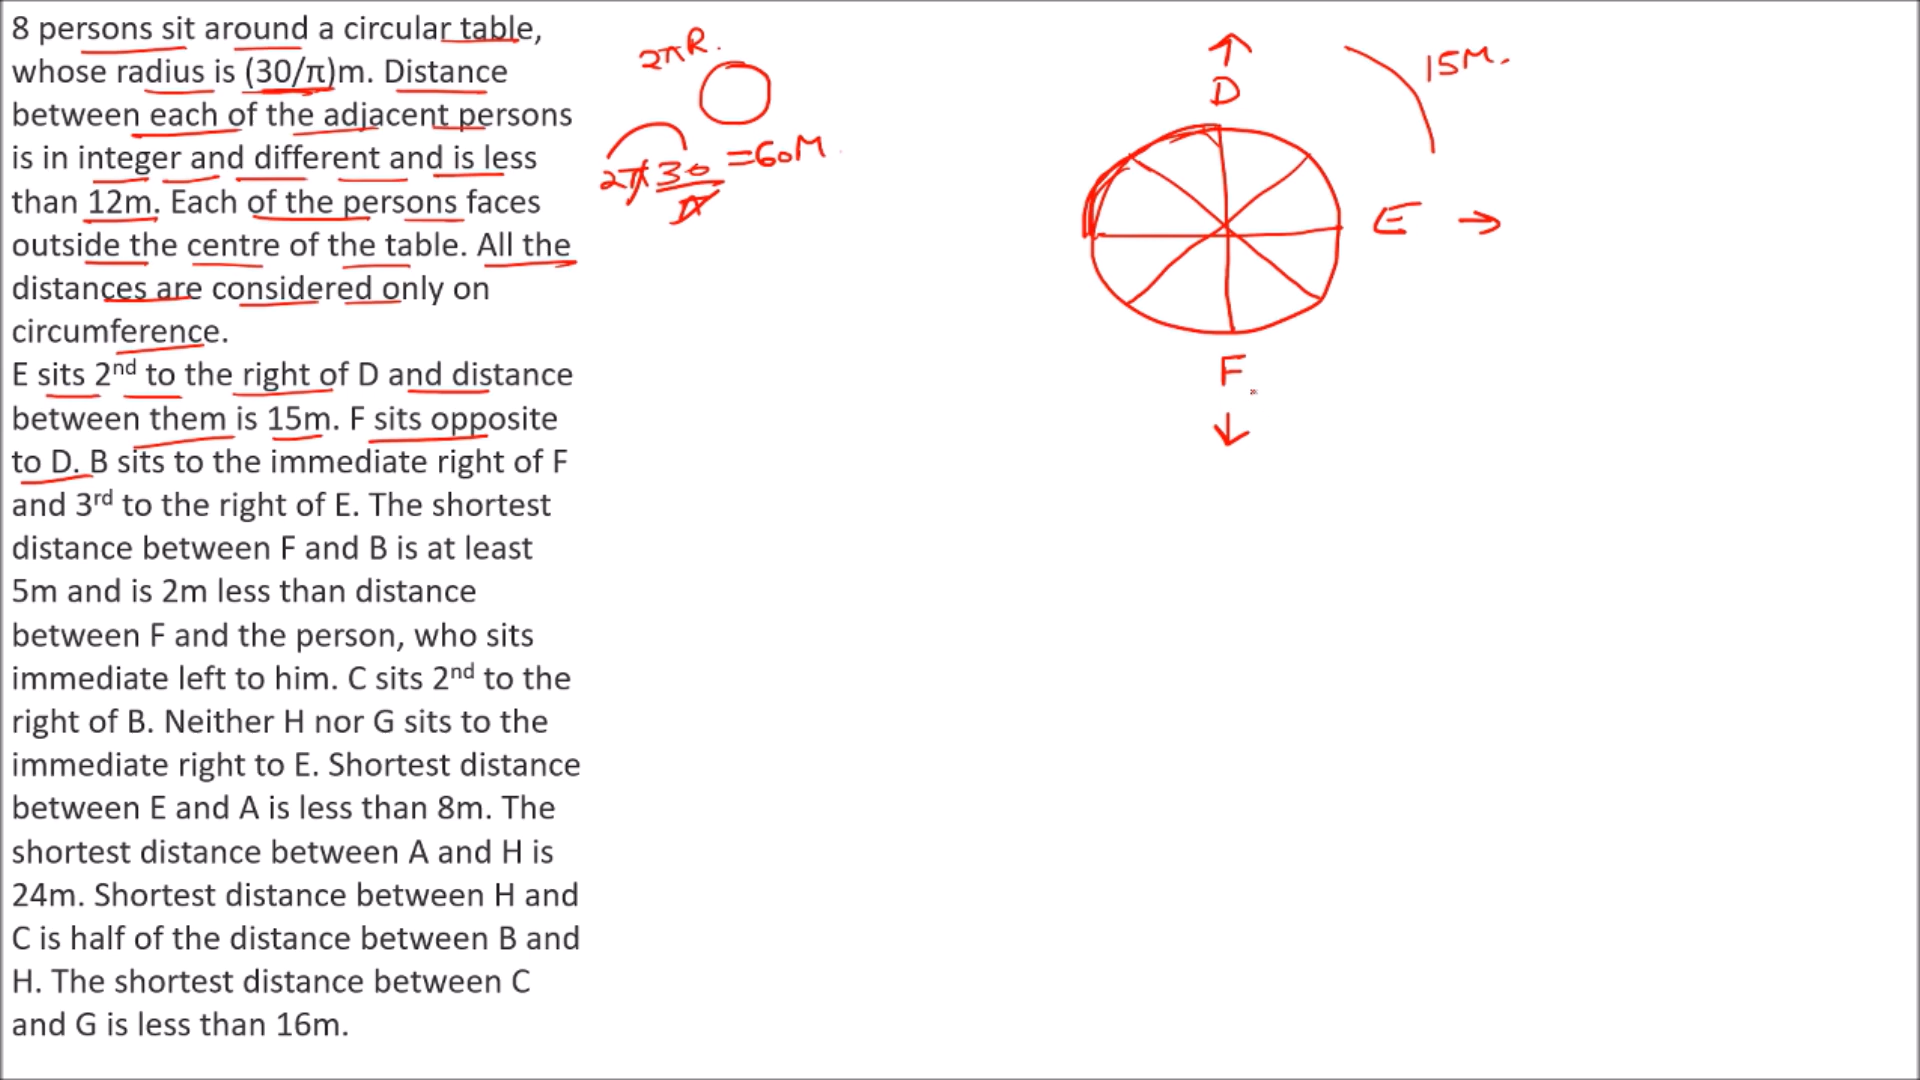 8 persons sit around a circular table,
whose radius is (30/π)m. Distance
between each of the adjacent persons
is in integer and different and is less
than 12m. Each of the persons faces
outside the centre of the table. All the
distances are considered only on
circumference.
E sits 2nd to the right of D and distance
between them is 15m. F sits opposite
to D. B sits to the immediate right of F
and 3rd to the right of E. The shortest
distance between F and B is at least
5m and is 2m less than distance
between F and the person, who sits
immediate left to him. C sits 2nd to the
right of B. Neither H nor G sits to the
immediate right to E. Shortest distance
between E and A is less than 8m. The
shortest distance between A and H is
24m. Shortest distance between H and
C is half of the distance between B and
H. The shortest distance between C
and G is less than 16m.
2πR.
2π 30/π = 60M
D
15M.
E →
F